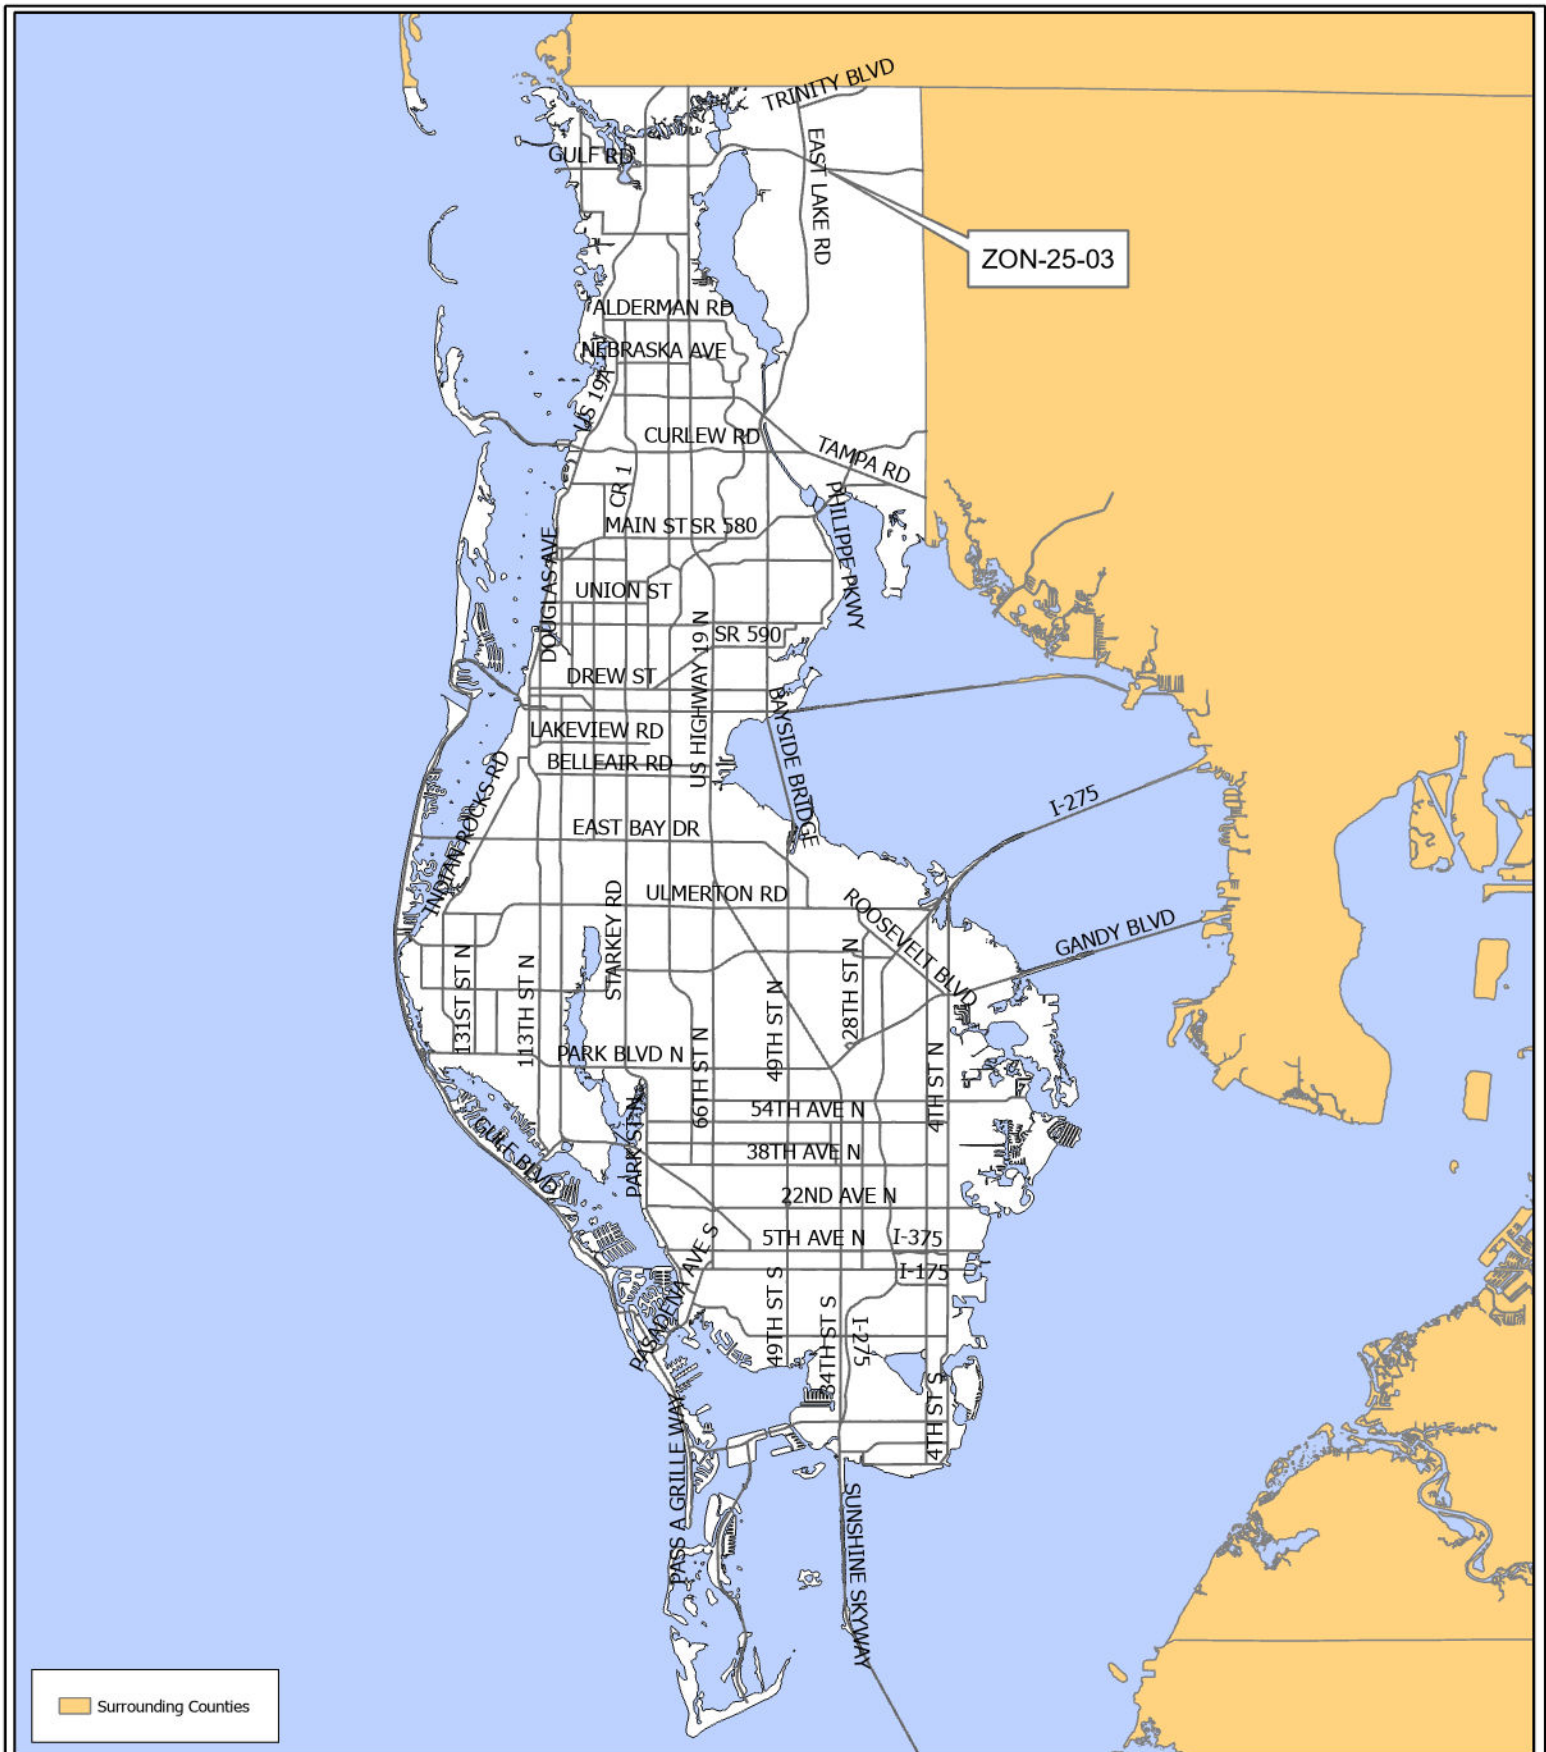 TRINITY BLVD
GULF RD
EAST LAKE RD
ZON-25-03
ALDERMAN RD
NEBRASKA AVE
US 19A
CURLEW RD
TAMPA RD
CR 1
PHILIPPE PKWY
MAIN ST SR 580
DOUGLAS AVE
UNION ST
US HIGHWAY 19 N
SR 590
DREW ST
BAYSIDE BRIDGE
LAKEVIEW RD
BELLEAIR RD
INDIAN ROCKS RD
I-275
EAST BAY DR
STARKEY RD
ULMERTON RD
ROOSEVELT BLVD
GANDY BLVD
131ST ST N
113TH ST N
49TH ST N
28TH ST N
PARK BLVD N
66TH ST N
4TH ST N
54TH AVE N
GULF BLVD
PARK ST N
38TH AVE N
22ND AVE N
5TH AVE N
I-375
PASADENA AVE S
I-175
49TH ST S
34TH ST S
I-275
4TH ST S
PASS A GRILLE WAY
SUNSHINE SKYWAY
Surrounding Counties